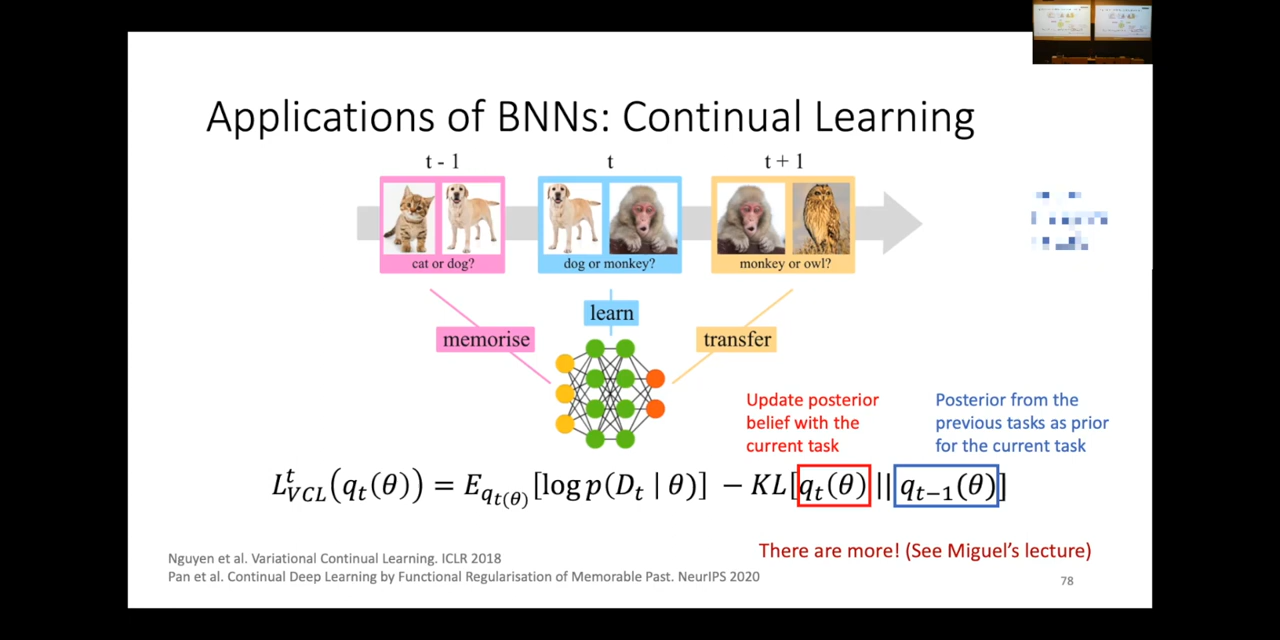 Applications of BNNs: Continual Learning
t - 1
t
t + 1
cat or dog?
dog or monkey?
monkey or owl?
learn
memorise
transfer
Update posterior
belief with the
current task
Posterior from the
previous tasks as prior
for the current task
L^t_{VCL}(q_t(θ)) = E_{q_t(θ)}[log p(D_t | θ)] − KL[q_t(θ) || q_{t−1}(θ)]
There are more! (See Miguel's lecture)
Nguyen et al. Variational Continual Learning. ICLR 2018
Pan et al. Continual Deep Learning by Functional Regularisation of Memorable Past. NeurIPS 2020
78